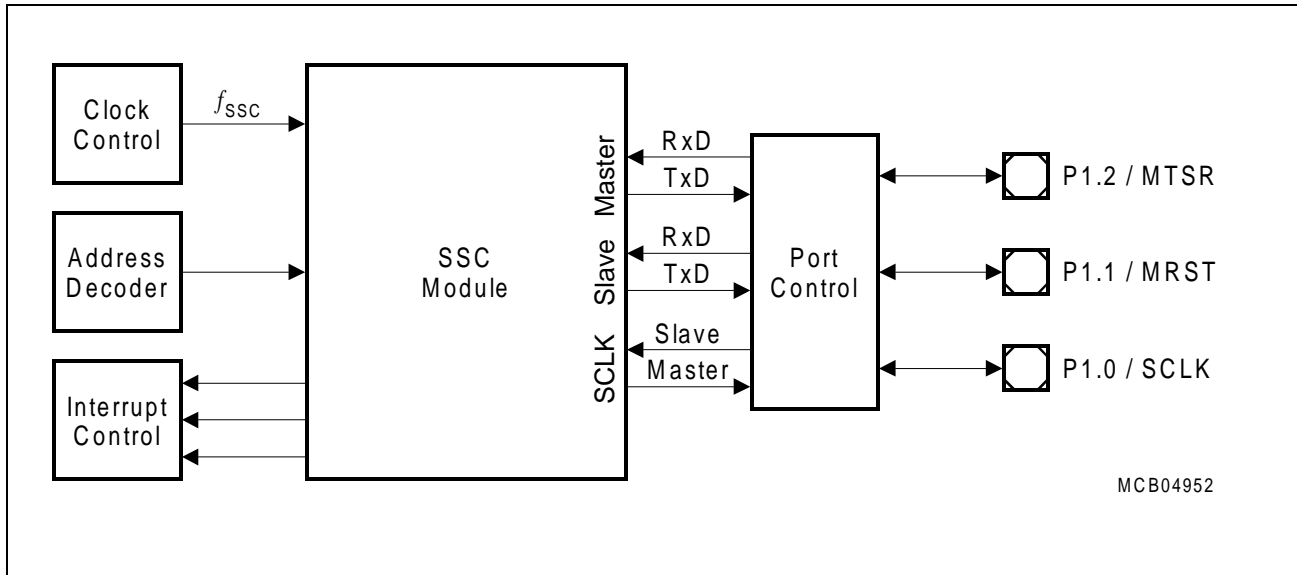 Clock
Control
fSSC
Address
Decoder
Interrupt
Control
SSC
Module
Master
Slave
SCLK
RxD
TxD
RxD
TxD
Slave
Master
Port
Control
P1.2 / MTSR
P1.1 / MRST
P1.0 / SCLK
MCB04952